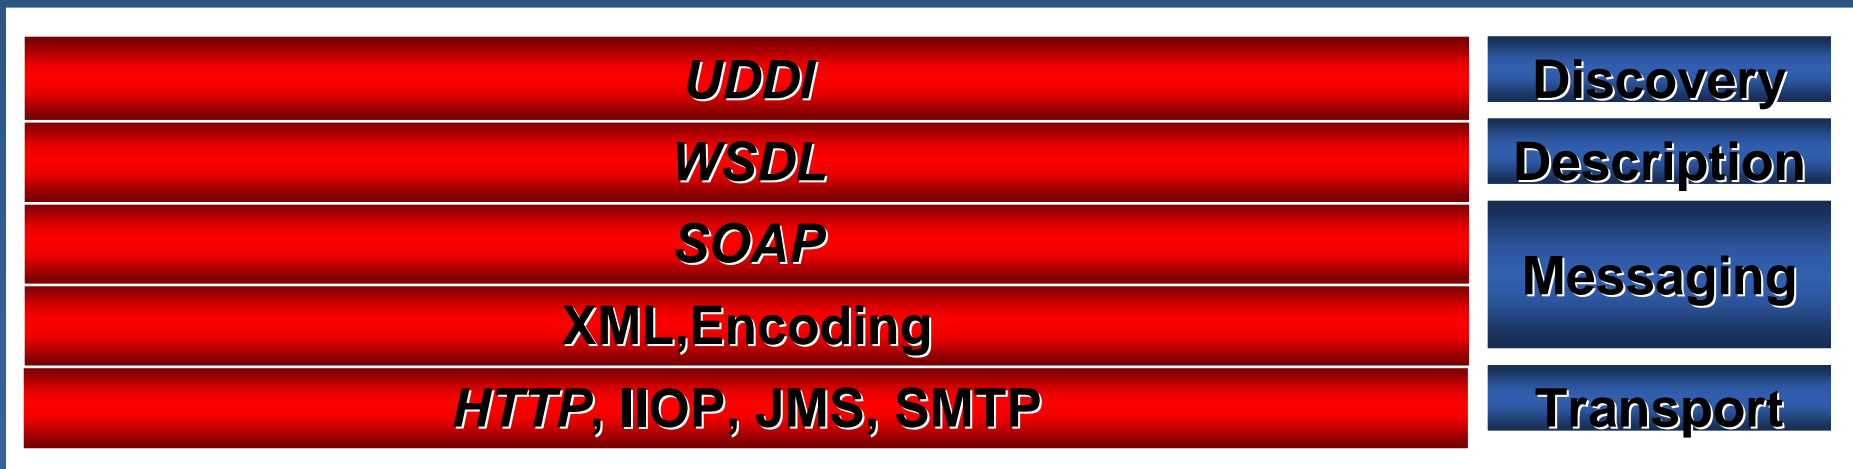 UDDI
Discovery
WSDL
Description
SOAP
Messaging
XML,Encoding
HTTP, IIOP, JMS, SMTP
Transport